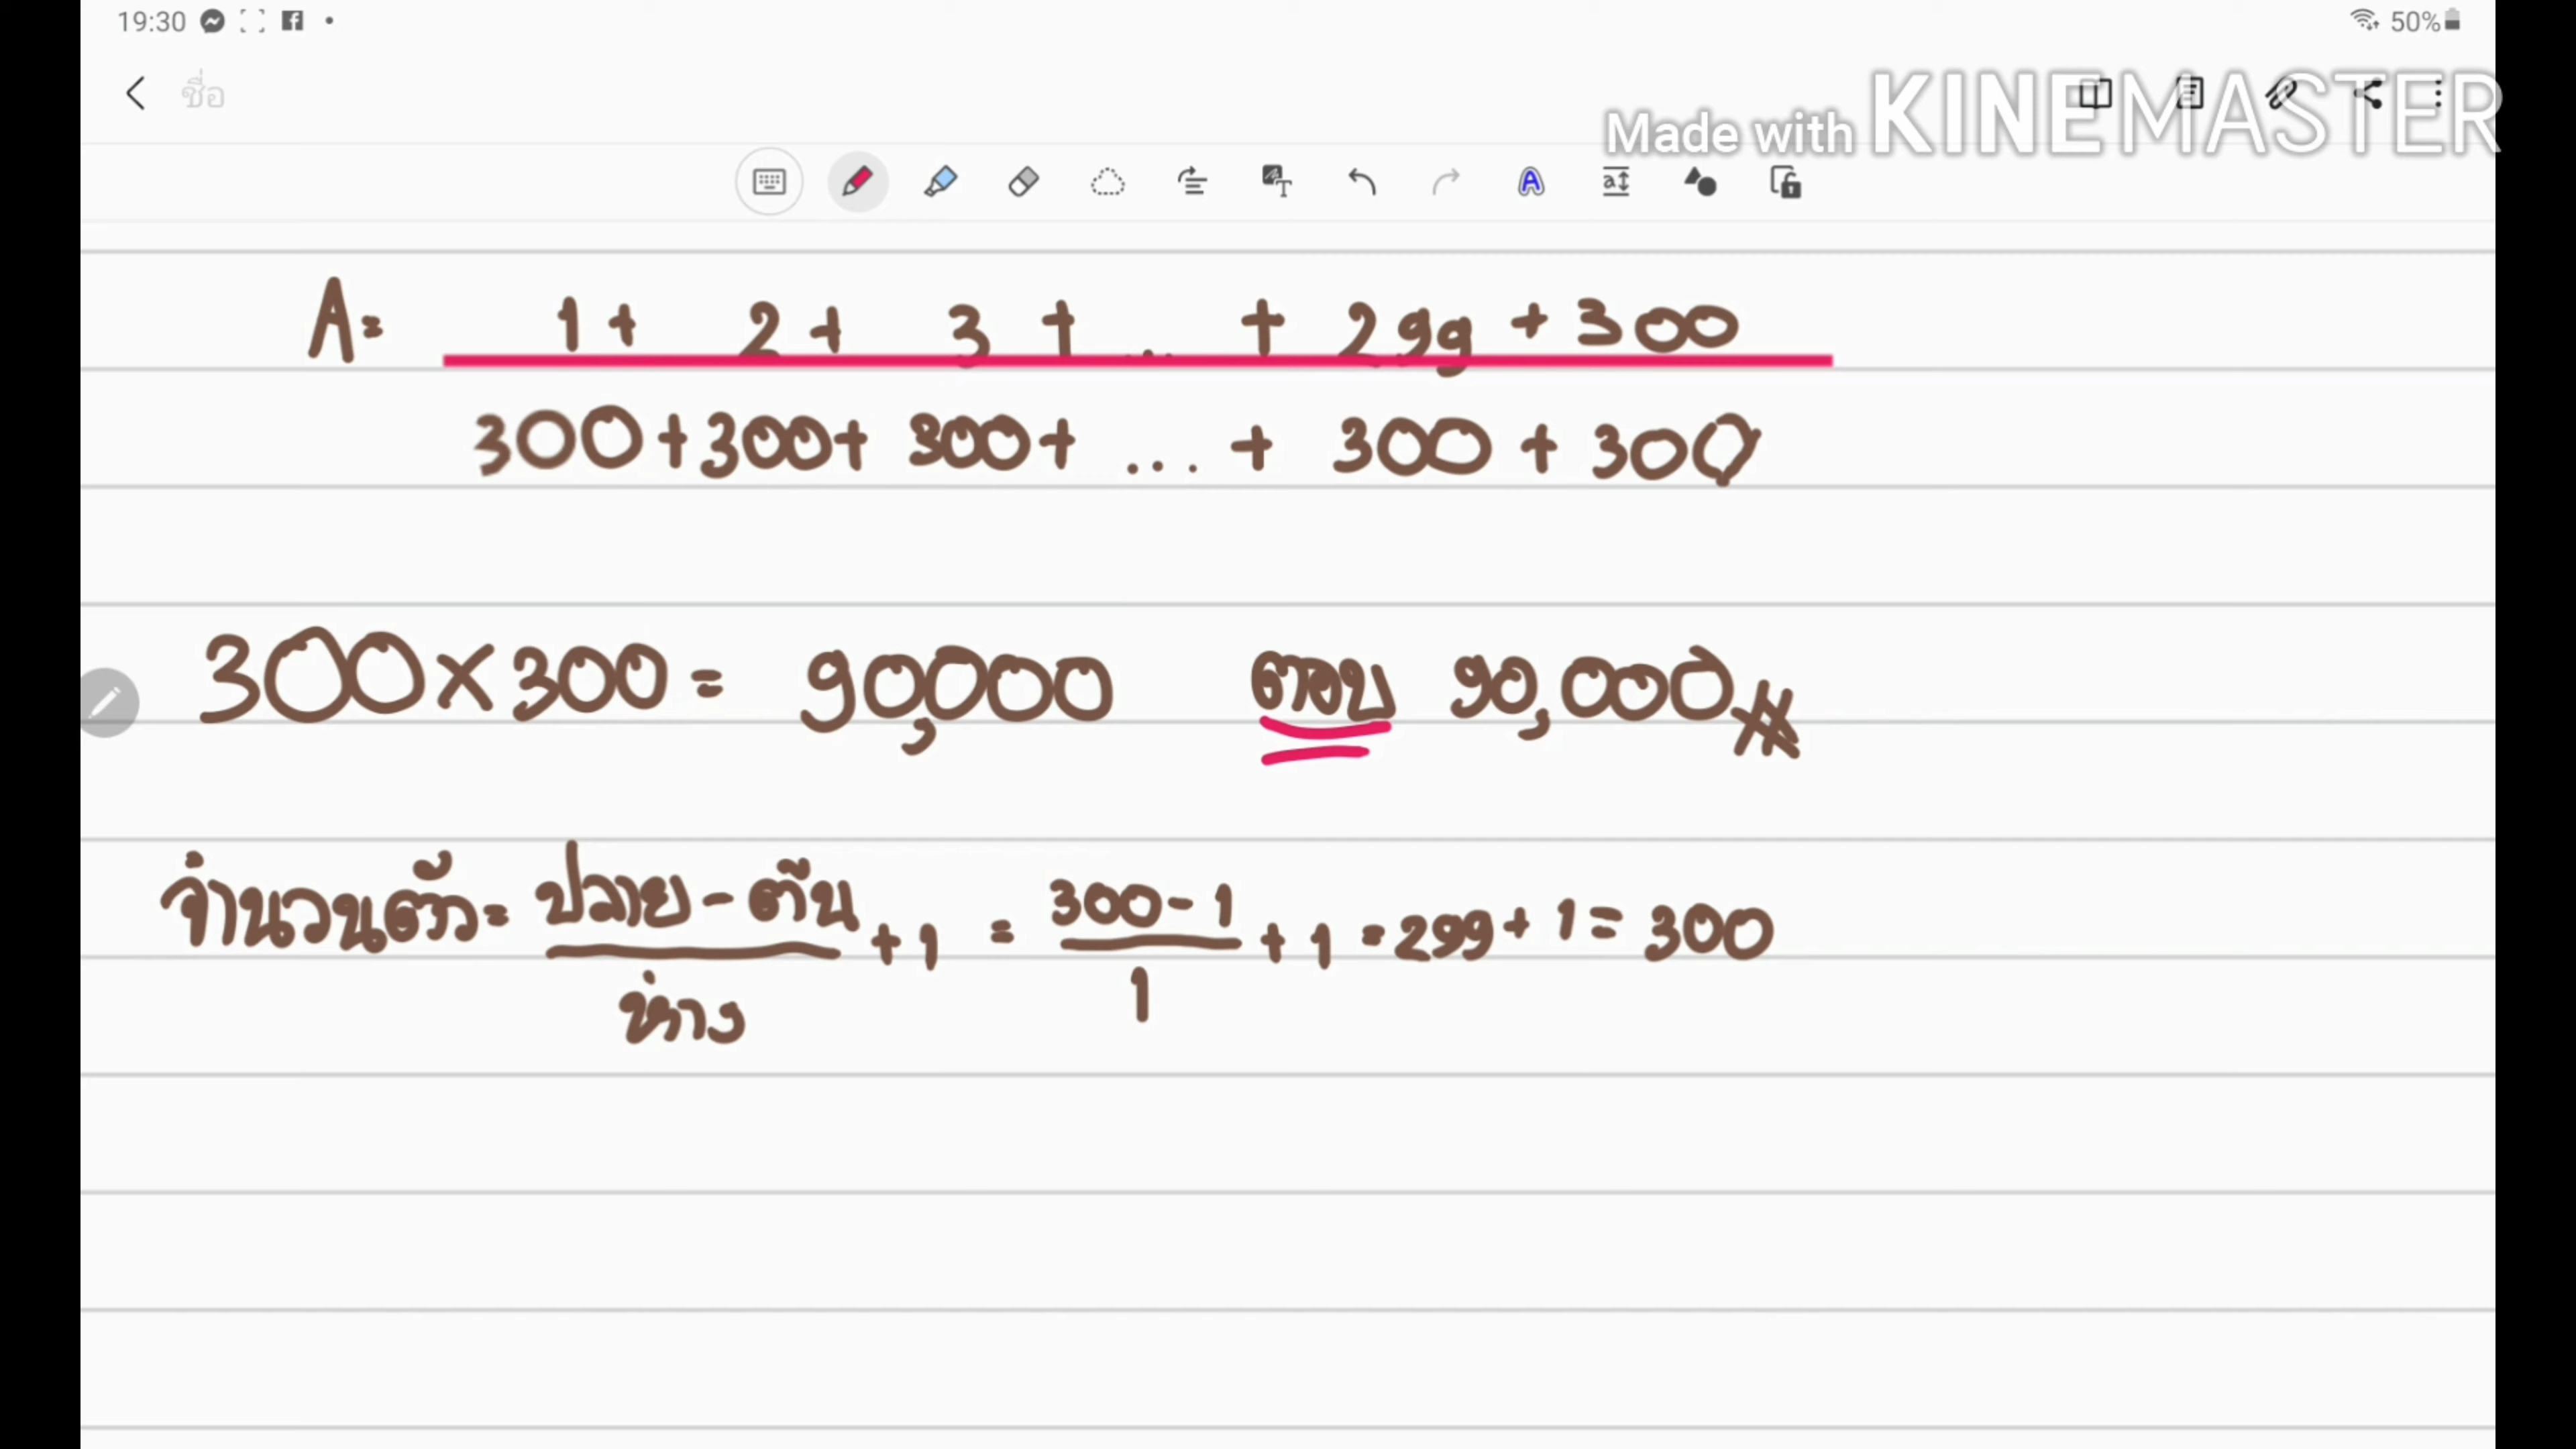 19:30
50%
ชื่อ
Made with KINEMASTER
A= 1 + 2 + 3 + ... + 299 + 300
300 + 300 + 300 + ... + 300 + 300
300 × 300 = 90,000 ตอบ 90,000 #
จำนวนตัว = ปลาย - ต้น + 1 = 300 - 1 + 1 = 299 + 1 = 300
ห่าง 1